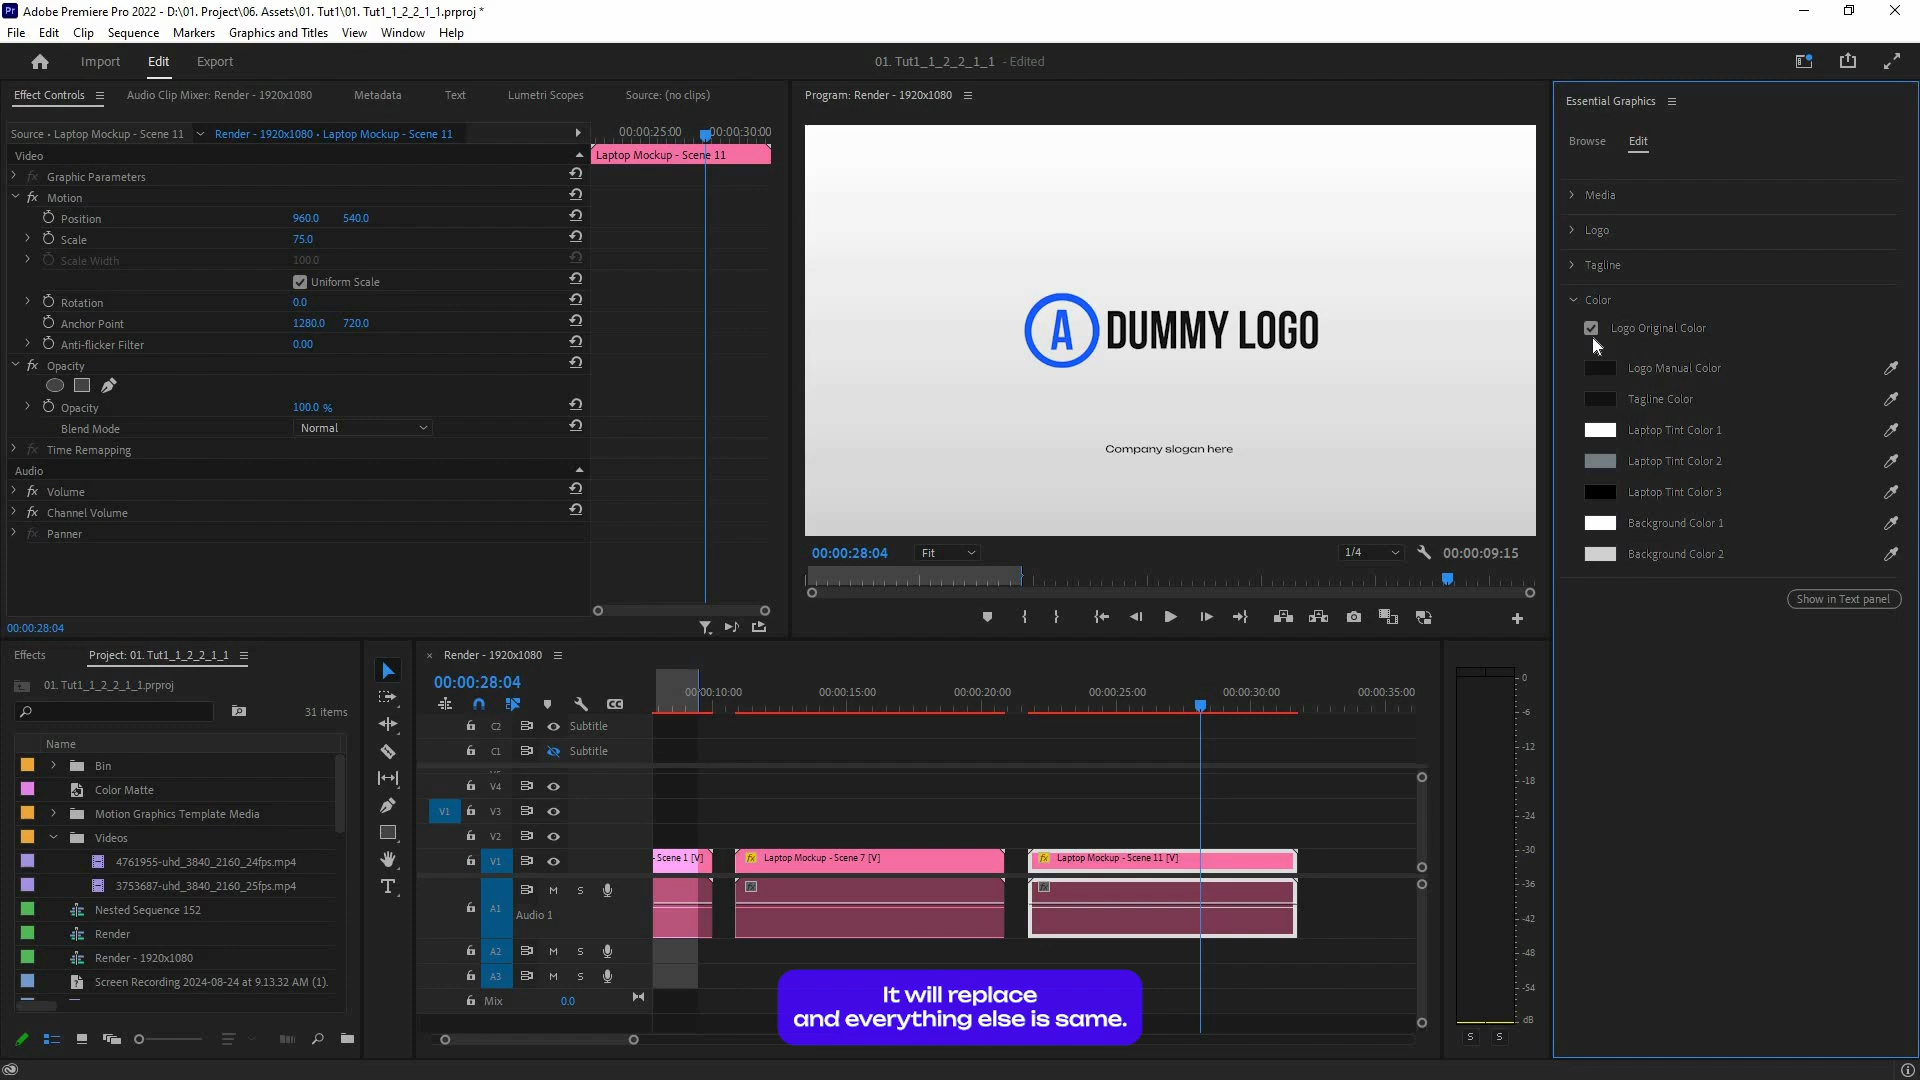 Adobe Premiere Pro 2022 - D:\01. Project\06. Assets\01. Tut1\01. Tut1_1_2_2_1_1.prproj *
File Edit Clip Sequence Markers Graphics and Titles View Window Help
Import Edit Export
01. Tut1_1_2_2_1_1 - Edited
Effect Controls Audio Clip Mixer: Render - 1920x1080 Metadata Text Lumetri Scopes Source: (no clips)
Source • Laptop Mockup - Scene 11 Render - 1920x1080 • Laptop Mockup - Scene 11
00:00:25:00 00:00:30:00
Video
Laptop Mockup - Scene 11
fx Graphic Parameters
fx Motion
Position 960.0 540.0
Scale 75.0
Scale Width 100.0
Uniform Scale
Rotation 0.0
Anchor Point 1280.0 720.0
Anti-flicker Filter 0.00
fx Opacity
Opacity 100.0 %
Blend Mode Normal
fx Time Remapping
Audio
fx Volume
fx Channel Volume
fx Panner
00:00:28:04
Program: Render - 1920x1080
A DUMMY LOGO
Company slogan here
00:00:28:04 Fit 1/4 00:00:09:15
Essential Graphics
Browse Edit
Media
Logo
Tagline
Color
Logo Original Color
Logo Manual Color
Tagline Color
Laptop Tint Color 1
Laptop Tint Color 2
Laptop Tint Color 3
Background Color 1
Background Color 2
Show in Text panel
Effects Project: 01. Tut1_1_2_2_1_1
01. Tut1_1_2_2_1_1.prproj
31 items
Name
Bin
Color Matte
Motion Graphics Template Media
Videos
4761955-uhd_3840_2160_24fps.mp4
3753687-uhd_3840_2160_25fps.mp4
Nested Sequence 152
Render
Render - 1920x1080
Screen Recording 2024-08-24 at 9.13.32 AM (1).
Render - 1920x1080
00:00:28:04
00:00:10:00 00:00:15:00 00:00:20:00 00:00:25:00 00:00:30:00 00:00:35:00
C2 Subtitle
C1 Subtitle
V4
V1 V3
V2
V1 - Scene 1 [V] fx Laptop Mockup - Scene 7 [V] fx Laptop Mockup - Scene 11 [V]
M S fx fx
A1 Audio 1
A2 M S
A3 M S
Mix 0.0
0
-6
-12
-18
-24
-30
-36
-42
-48
-54
dB
S S
It will replace
and everything else is same.